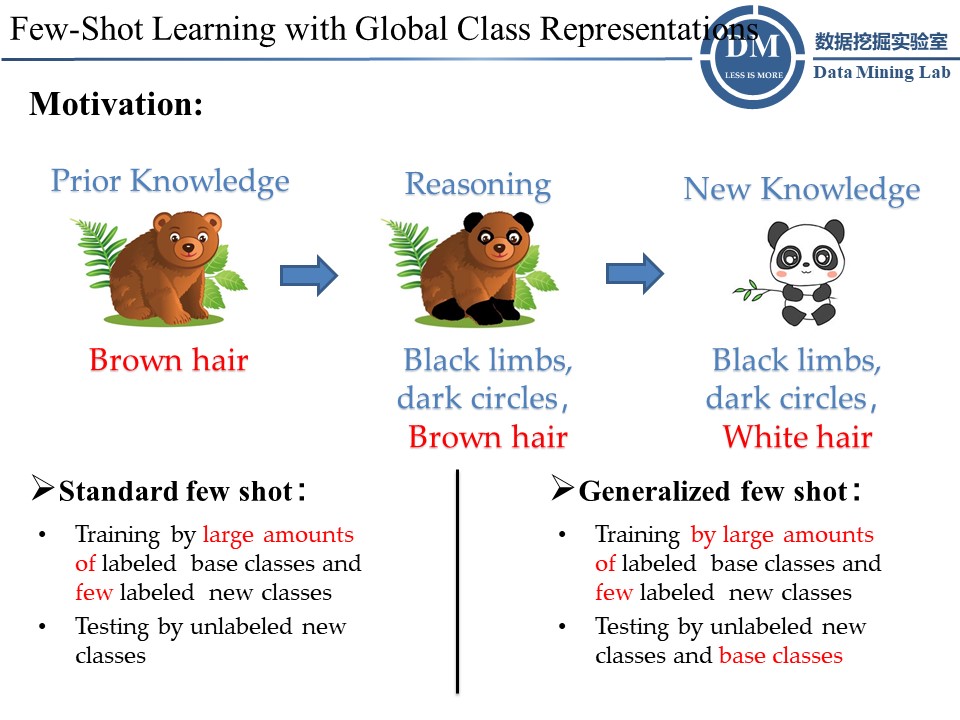 Few-Shot Learning with Global Class Representations
DM
LESS IS MORE
数据挖掘实验室
Data Mining Lab
Motivation:
Prior Knowledge
Reasoning
New Knowledge
Brown hair
Black limbs,
dark circles，
Brown hair
Black limbs,
dark circles，
White hair
➢Standard few shot：
• Training by large amounts
of labeled base classes and
few labeled new classes
• Testing by unlabeled new
classes
➢Generalized few shot：
• Training by large amounts
of labeled base classes and
few labeled new classes
• Testing by unlabeled new
classes and base classes